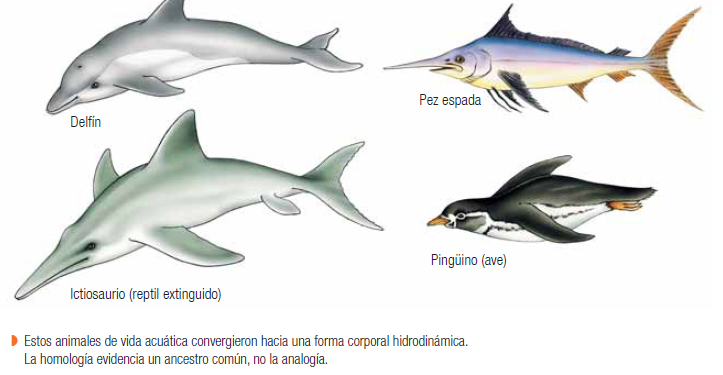 Delfín
Pez espada
Ictiosaurio (reptil extinguido)
Pingüino (ave)
Estos animales de vida acuática convergieron hacia una forma corporal hidrodinámica.
La homología evidencia un ancestro común, no la analogía.